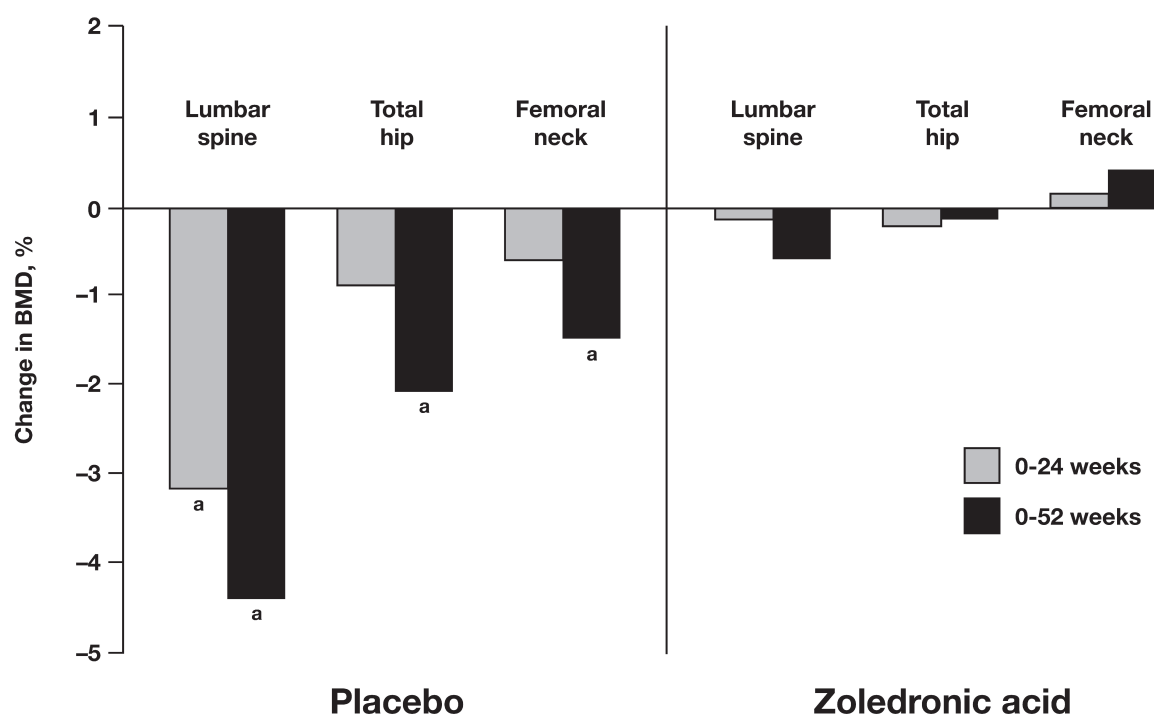 2
1
0
–1
–2
–3
–4
–5
Change in BMD, %
Lumbar
spine
Total
hip
Femoral
neck
a
a
a
a
Lumbar
spine
Total
hip
Femoral
neck
0-24 weeks
0-52 weeks
Placebo
Zoledronic acid